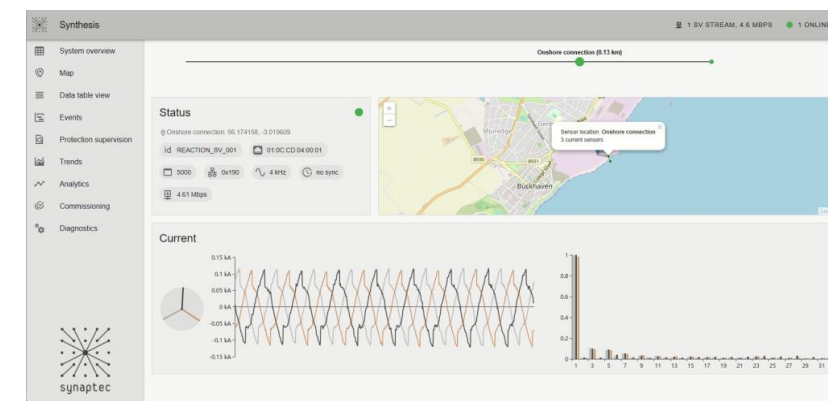 Synthesis
1 SV STREAM, 4.6 MBPS
1 ONLINE
System overview
Map
Data table view
Events
Protection supervision
Trends
Analytics
Commissioning
Diagnostics
synaptec
Onshore connection (0.13 km)
Status
Onshore connection: 56.174158, -3.019609
id REACTION_SV_001
01:0C:CD:04:00:01
5000
0x190
4 kHz
no sync
4.61 Mbps
+
−
Muiredge
Sensor location: Onshore connection
3 current sensors
×
B930
B931
Buckhaven
Current
0.15 kA
0.1 kA
0.05 kA
0 kA
-0.05 kA
-0.1 kA
-0.15 kA
1
0.8
0.6
0.4
0.2
0
1 3 5 7 9 11 13 15 17 19 21 23 25 27 29 31